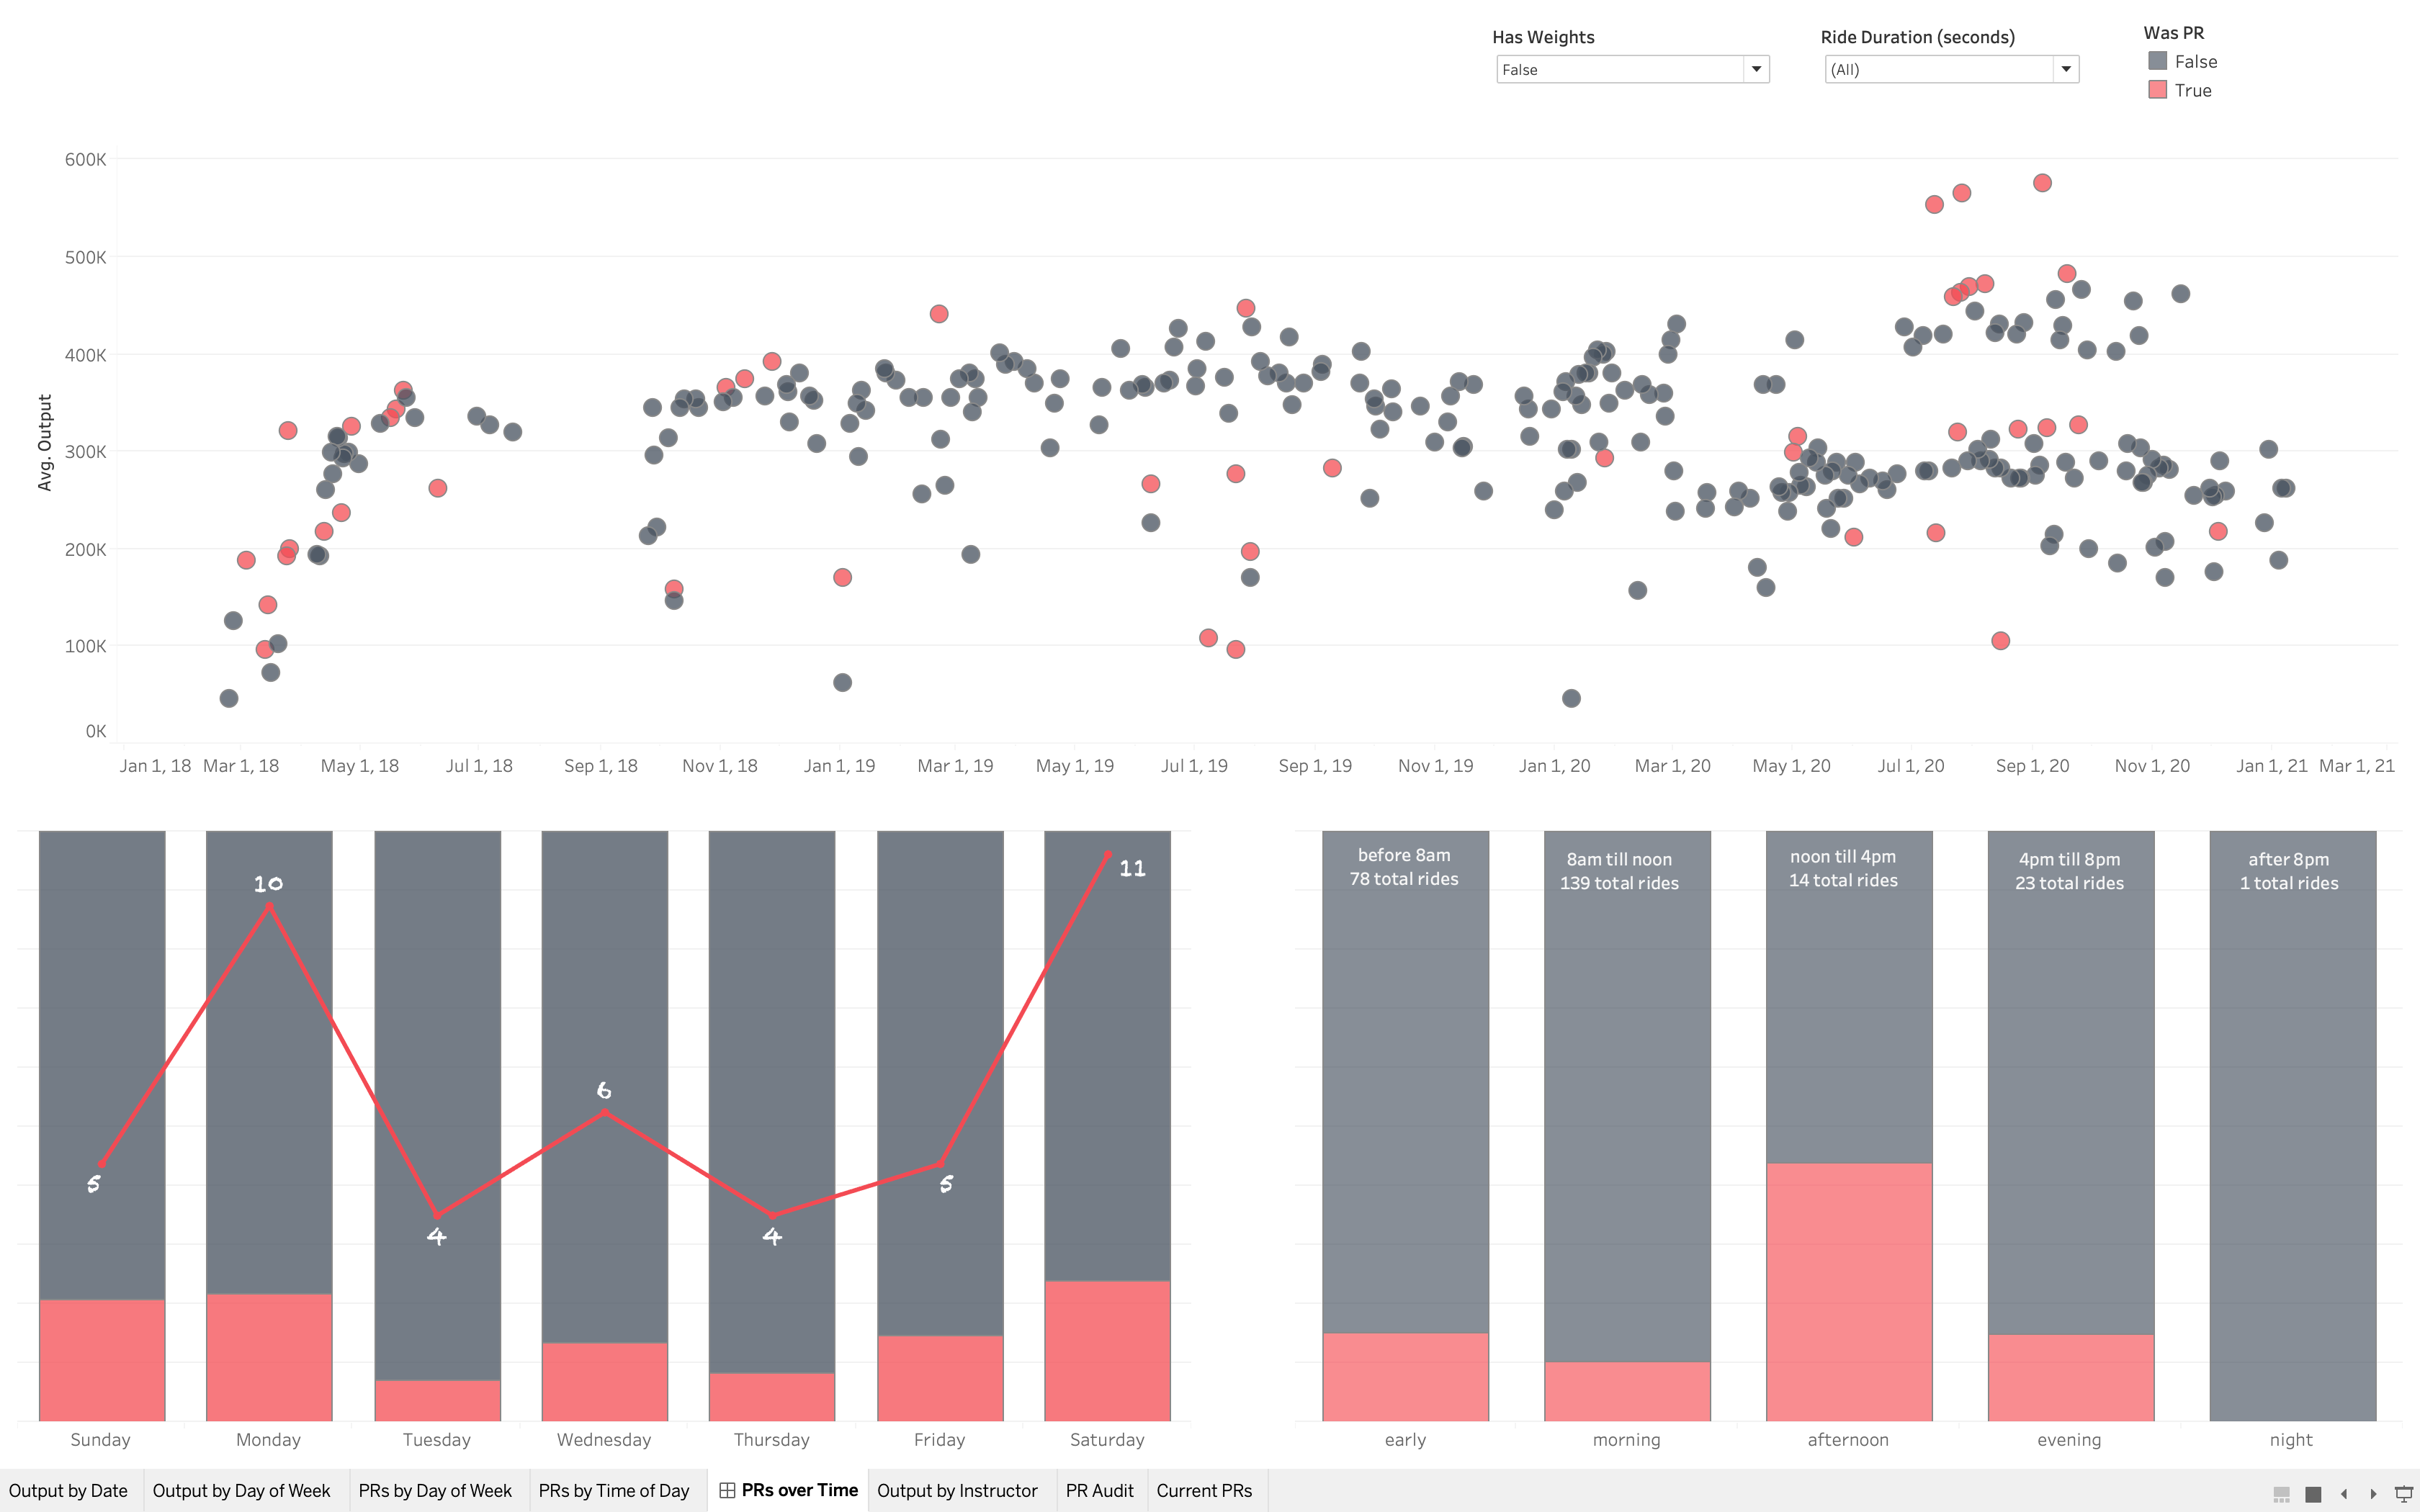 Has Weights
False
Ride Duration (seconds)
(All)
Was PR
False
True
Avg. Output
600K
500K
400K
300K
200K
100K
0K
Jan 1, 18 Mar 1, 18 May 1, 18 Jul 1, 18 Sep 1, 18 Nov 1, 18 Jan 1, 19 Mar 1, 19 May 1, 19 Jul 1, 19 Sep 1, 19 Nov 1, 19 Jan 1, 20 Mar 1, 20 May 1, 20 Jul 1, 20 Sep 1, 20 Nov 1, 20 Jan 1, 21 Mar 1, 21
5
10
4
6
4
5
11
Sunday Monday Tuesday Wednesday Thursday Friday Saturday
before 8am
78 total rides
8am till noon
139 total rides
noon till 4pm
14 total rides
4pm till 8pm
23 total rides
after 8pm
1 total rides
early morning afternoon evening night
Output by Date Output by Day of Week PRs by Day of Week PRs by Time of Day PRs over Time Output by Instructor PR Audit Current PRs